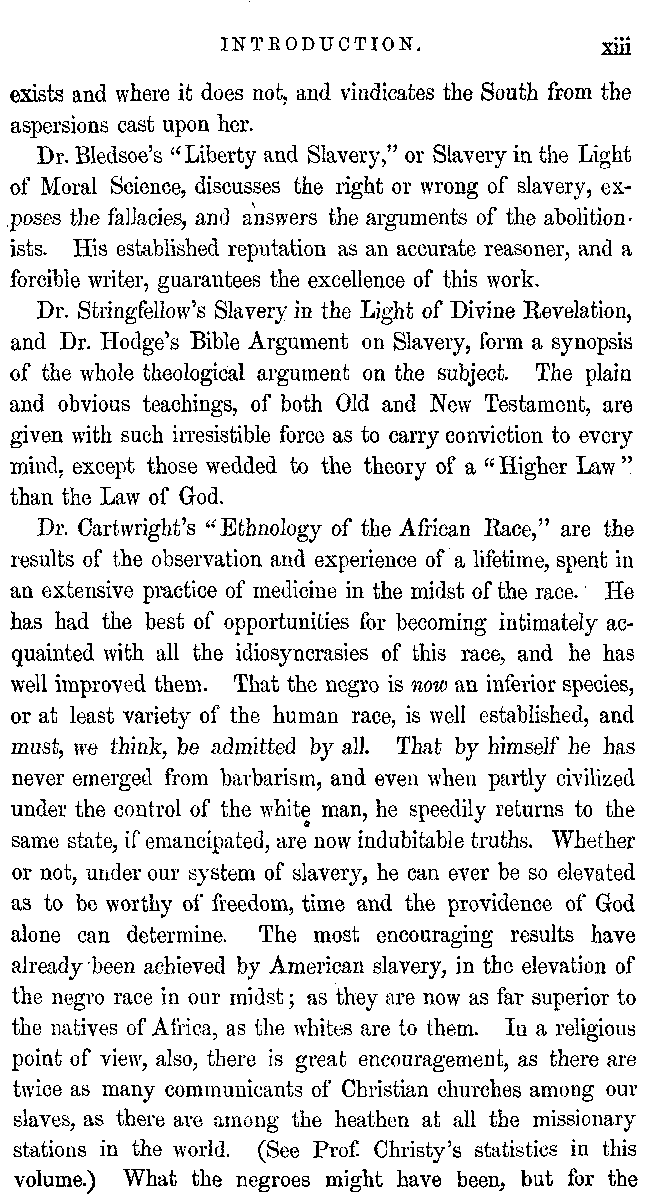 INTRODUCTION. xiii
exists and where it does not, and vindicates the South from the
aspersions cast upon her.
Dr. Bledsoe's "Liberty and Slavery," or Slavery in the Light
of Moral Science, discusses the right or wrong of slavery, ex-
poses the fallacies, and answers the arguments of the abolition-
ists. His established reputation as an accurate reasoner, and a
forcible writer, guarantees the excellence of this work.
Dr. Stringfellow's Slavery in the Light of Divine Revelation,
and Dr. Hodge's Bible Argument on Slavery, form a synopsis
of the whole theological argument on the subject. The plain
and obvious teachings, of both Old and New Testament, are
given with such irresistible force as to carry conviction to every
mind, except those wedded to the theory of a "Higher Law"
than the Law of God.
Dr. Cartwright's "Ethnology of the African Race," are the
results of the observation and experience of a lifetime, spent in
an extensive practice of medicine in the midst of the race. He
has had the best of opportunities for becoming intimately ac-
quainted with all the idiosyncrasies of this race, and he has
well improved them. That the negro is now an inferior species,
or at least variety of the human race, is well established, and
must, we think, be admitted by all. That by himself he has
never emerged from barbarism, and even when partly civilized
under the control of the white man, he speedily returns to the
same state, if emancipated, are now indubitable truths. Whether
or not, under our system of slavery, he can ever be so elevated
as to be worthy of freedom, time and the providence of God
alone can determine. The most encouraging results have
already been achieved by American slavery, in the elevation of
the negro race in our midst; as they are now as far superior to
the natives of Africa, as the whites are to them. In a religious
point of view, also, there is great encouragement, as there are
twice as many communicants of Christian churches among our
slaves, as there are among the heathen at all the missionary
stations in the world. (See Prof. Christy's statistics in this
volume.) What the negroes might have been, but for the